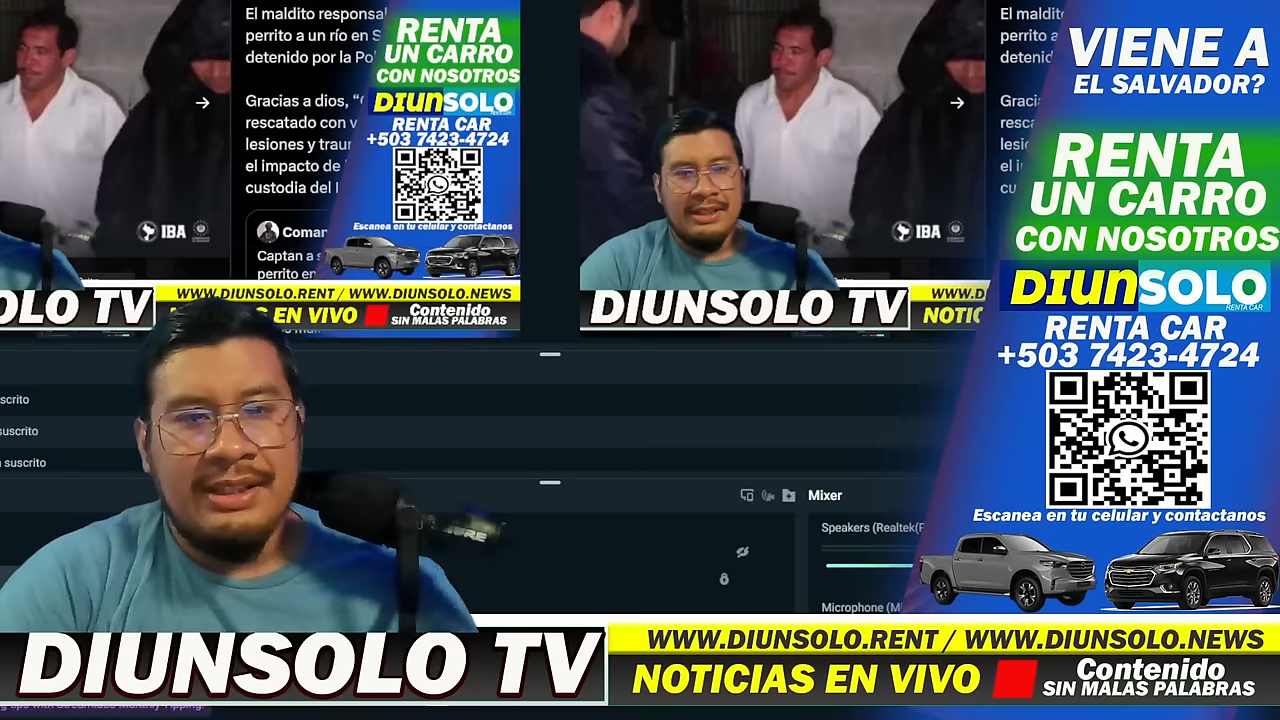 El maldito
perrito a un río en S
detenido por la Po
Gracias a dios,
rescatado con v
lesiones y trau
el impacto de
custodia del
IBA
Coman
Captan a s
perrito en
RENTA
UN CARRO
CON NOSOTROS
DIUNSOLO
RENTA CAR
+503 7423-4724
Escanea en tu celular y contactanos
OLO TV
WWW.DIUNSOLO.RENT / WWW.DIUNSOLO.NEWS
EN VIVO
Contenido
SIN MALAS PALABRAS
El maldito
perrito a
detenid
Graci
resca
lesio
el i
cu
IBA
DIUNSOLO TV
WWW.D
NOTIC
VIENE A
EL SALVADOR?
RENTA
UN CARRO
CON NOSOTROS
DIUNSOLO
RENTA CAR
RENTA CAR
+503 7423-4724
Escanea en tu celular y contactanos
scrito
suscrito
suscrito
Mixer
Speakers (Realtek(R
Microphone (Mi
DIUNSOLO TV
WWW.DIUNSOLO.RENT / WWW.DIUNSOLO.NEWS
NOTICIAS EN VIVO
Contenido
SIN MALAS PALABRAS